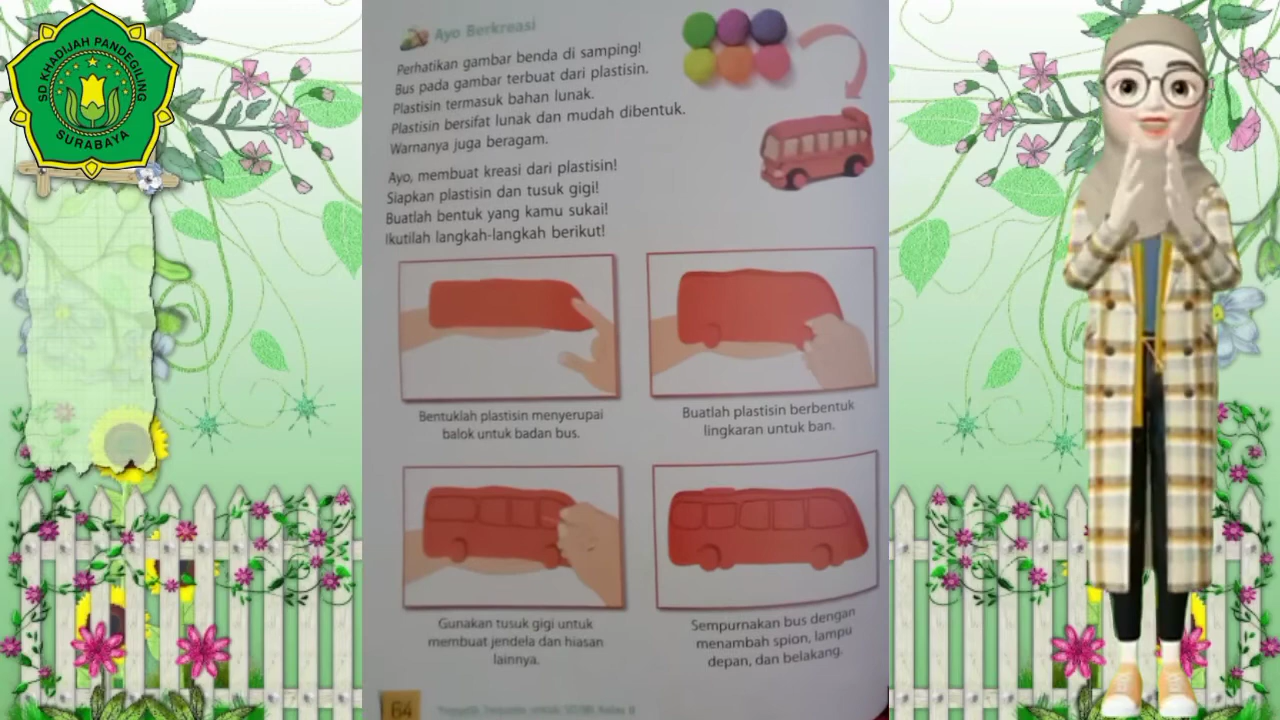 SD KHADIJAH PANDEGILING
SURABAYA
Ayo Berkreasi
Perhatikan gambar benda di samping!
Bus pada gambar terbuat dari plastisin.
Plastisin termasuk bahan lunak.
Plastisin bersifat lunak dan mudah dibentuk.
Warnanya juga beragam.
Ayo, membuat kreasi dari plastisin!
Siapkan plastisin dan tusuk gigi!
Buatlah bentuk yang kamu sukai!
Ikutilah langkah-langkah berikut!
Bentuklah plastisin menyerupai
balok untuk badan bus.
Buatlah plastisin berbentuk
lingkaran untuk ban.
Gunakan tusuk gigi untuk
membuat jendela dan hiasan
lainnya.
Sempurnakan bus dengan
menambah spion, lampu
depan, dan belakang.
64